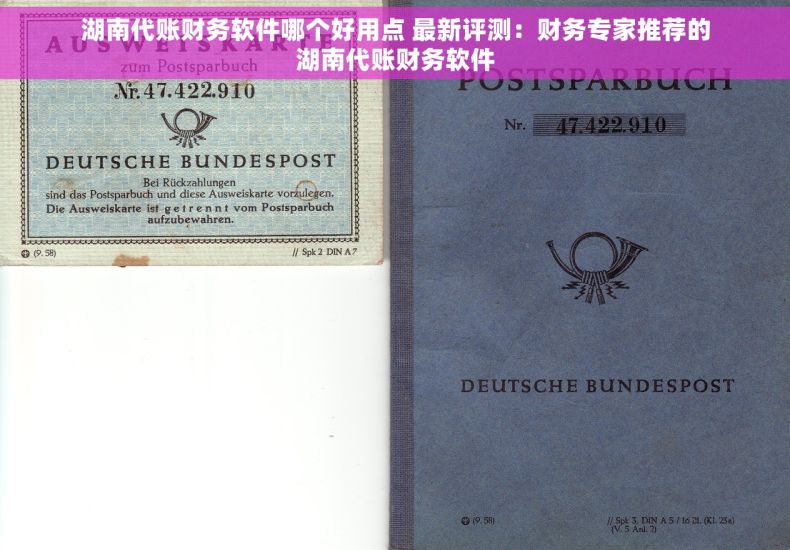 湖南代账财务软件哪个好用点 最新评测：财务专家推荐的
湖南代账财务软件
AUSWEISKARTE
zum Postsparbuch
Nr. 47.422.910
DEUTSCHE BUNDESPOST
Bei Rückzahlungen
sind das Postsparbuch und diese Ausweiskarte vorzulegen.
Die Ausweiskarte ist getrennt vom Postsparbuch
aufzubewahren.
(9. 58)
// Spk 2 DIN A 7
POSTSPARBUCH
Nr. 47.422.910
DEUTSCHE BUNDESPOST
(9. 58)
// Spk 3, DIN A 5 / 16 Bl. (Kl. 23a)
(V. 5 Anl. 2)